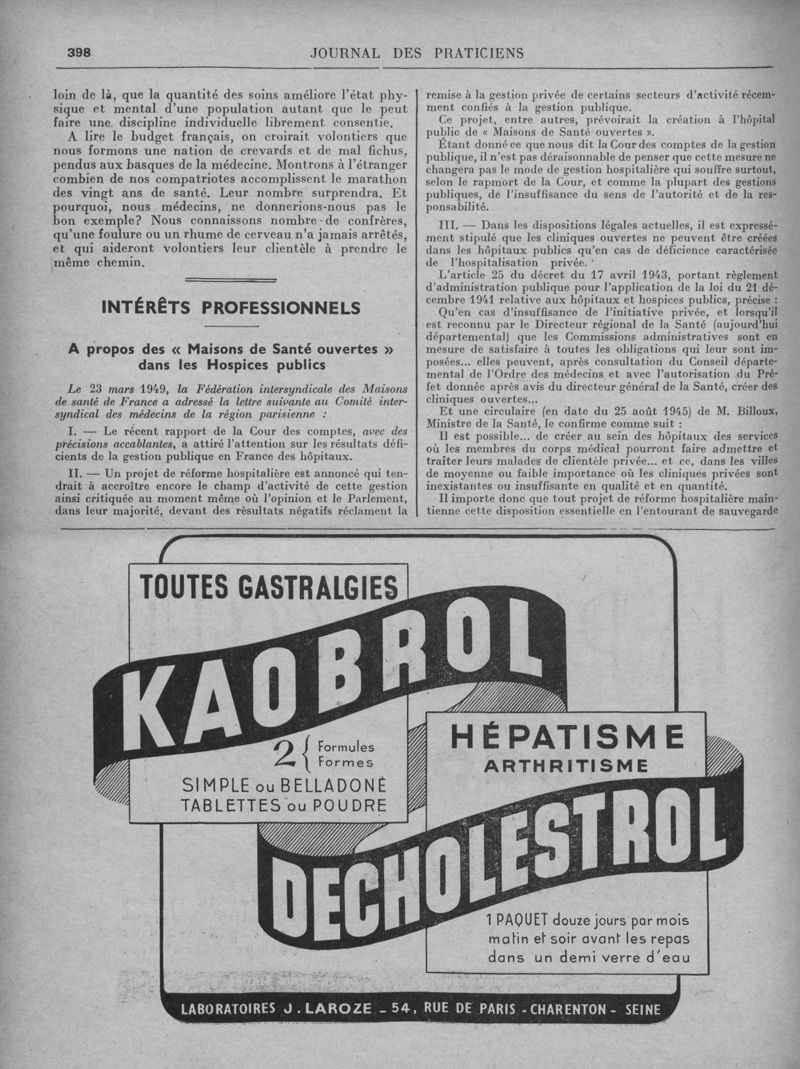 398
JOURNAL DES PRATICIENS
loin de là, que la quantité des soins améliore l'état phy-
sique et mental d'une population autant que le peut
faire une discipline individuelle librement consentie.
A lire le budget français, on croirait volontiers que
nous formons une nation de crevards et de mal fichus,
pendus aux basques de la médecine. Montrons à l'étranger
combien de nos compatriotes accomplissent le marathon
des vingt ans de santé. Leur nombre surprendra. Et
pourquoi, nous médecins, ne donnerions-nous pas le
bon exemple? Nous connaissons nombre de confrères,
qu'une foulure ou un rhume de cerveau n'a jamais arrêtés,
et qui aideront volontiers leur clientèle à prendre le
même chemin.
INTÉRÊTS PROFESSIONNELS
A propos des « Maisons de Santé ouvertes »
dans les Hospices publics
Le 23 mars 1949, la Fédération intersyndicale des Maisons
de santé de France a adressé la lettre suivante au Comité inter-
syndical des médecins de la région parisienne :
I. — Le récent rapport de la Cour des comptes, avec des
précisions accablantes, a attiré l'attention sur les résultats défi-
cients de la gestion publique en France des hôpitaux.
II. — Un projet de réforme hospitalière est annoncé qui ten-
drait à accroître encore le champ d'activité de cette gestion
ainsi critiquée au moment même où l'opinion et le Parlement,
dans leur majorité, devant des résultats négatifs réclament la
remise à la gestion privée de certains secteurs d'activité récem-
ment confiés à la gestion publique.
Ce projet, entre autres, prévoirait la création à l'hôpital
public de « Maisons de Santé ouvertes ».
Étant donné ce que nous dit la Cour des comptes de la gestion
publique, il n'est pas déraisonnable de penser que cette mesure ne
changera pas le mode de gestion hospitalière qui souffre surtout,
selon le rapmort de la Cour, et comme la plupart des gestions
publiques, de l'insuffisance du sens de l'autorité et de la res-
ponsabilité.
III. — Dans les dispositions légales actuelles, il est expressé-
ment stipulé que les cliniques ouvertes ne peuvent être créées
dans les hôpitaux publics qu'en cas de déficience caractérisée
de l'hospitalisation privée.
L'article 25 du décret du 17 avril 1943, portant règlement
d'administration publique pour l'application de la loi du 21 dé-
cembre 1941 relative aux hôpitaux et hospices publics, précise :
Qu'en cas d'insuffisance de l'initiative privée, et lorsqu'il
est reconnu par le Directeur régional de la Santé (aujourd'hui
départemental) que les Commissions administratives sont en
mesure de satisfaire à toutes les obligations qui leur sont im-
posées... elles peuvent, après consultation du Conseil départe-
mental de l'Ordre des médecins et avec l'autorisation du Pré-
fet donnée après avis du directeur général de la Santé, créer des
cliniques ouvertes...
Et une circulaire (en date du 25 août 1945) de M. Billoux,
Ministre de la Santé, le confirme comme suit :
Il est possible... de créer au sein des hôpitaux des services
où les membres du corps médical pourront faire admettre et
traiter leurs malades de clientèle privée... et ce, dans les villes
de moyenne ou faible importance où les cliniques privées sont
inexistantes ou insuffisante en qualité et en quantité.
Il importe donc que tout projet de réforme hospitalière main-
tienne cette disposition essentielle en l'entourant de sauvegarde
TOUTES GASTRALGIES
KAOBROL
2 { Formules
Formes
SIMPLE ou BELLADONÉ
TABLETTES ou POUDRE
HÉPATISME
ARTHRITISME
DECHOLESTROL
1 PAQUET douze jours par mois
matin et soir avant les repas
dans un demi verre d'eau
LABORATOIRES J. LAROZE - 54, RUE DE PARIS - CHARENTON - SEINE